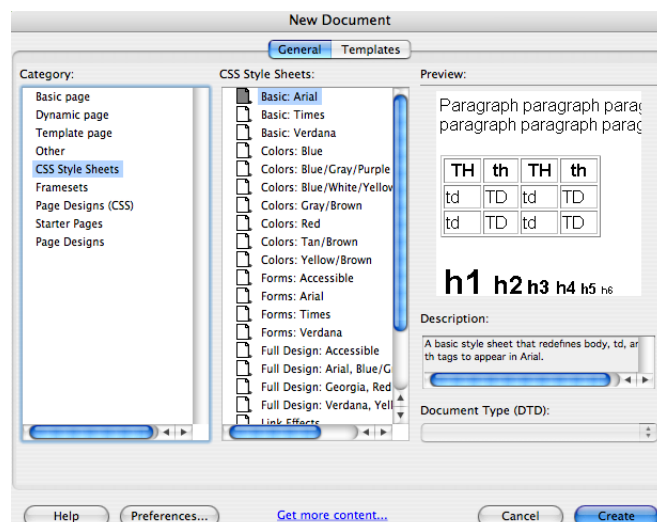 New Document
General Templates
Category:
Basic page
Dynamic page
Template page
Other
CSS Style Sheets
Framesets
Page Designs (CSS)
Starter Pages
Page Designs
CSS Style Sheets:
Basic: Arial
Basic: Times
Basic: Verdana
Colors: Blue
Colors: Blue/Gray/Purple
Colors: Blue/White/Yellow
Colors: Gray/Brown
Colors: Red
Colors: Tan/Brown
Colors: Yellow/Brown
Forms: Accessible
Forms: Arial
Forms: Times
Forms: Verdana
Full Design: Accessible
Full Design: Arial, Blue/G
Full Design: Georgia, Red
Full Design: Verdana, Yell
Link Effects
Preview:
Paragraph paragraph parag
paragraph paragraph parag
TH th TH th
td TD td TD
td TD td TD
h1 h2 h3 h4 h5 h6
Description:
A basic style sheet that redefines body, td, ar
th tags to appear in Arial.
Document Type (DTD):
Help Preferences... Get more content... Cancel Create